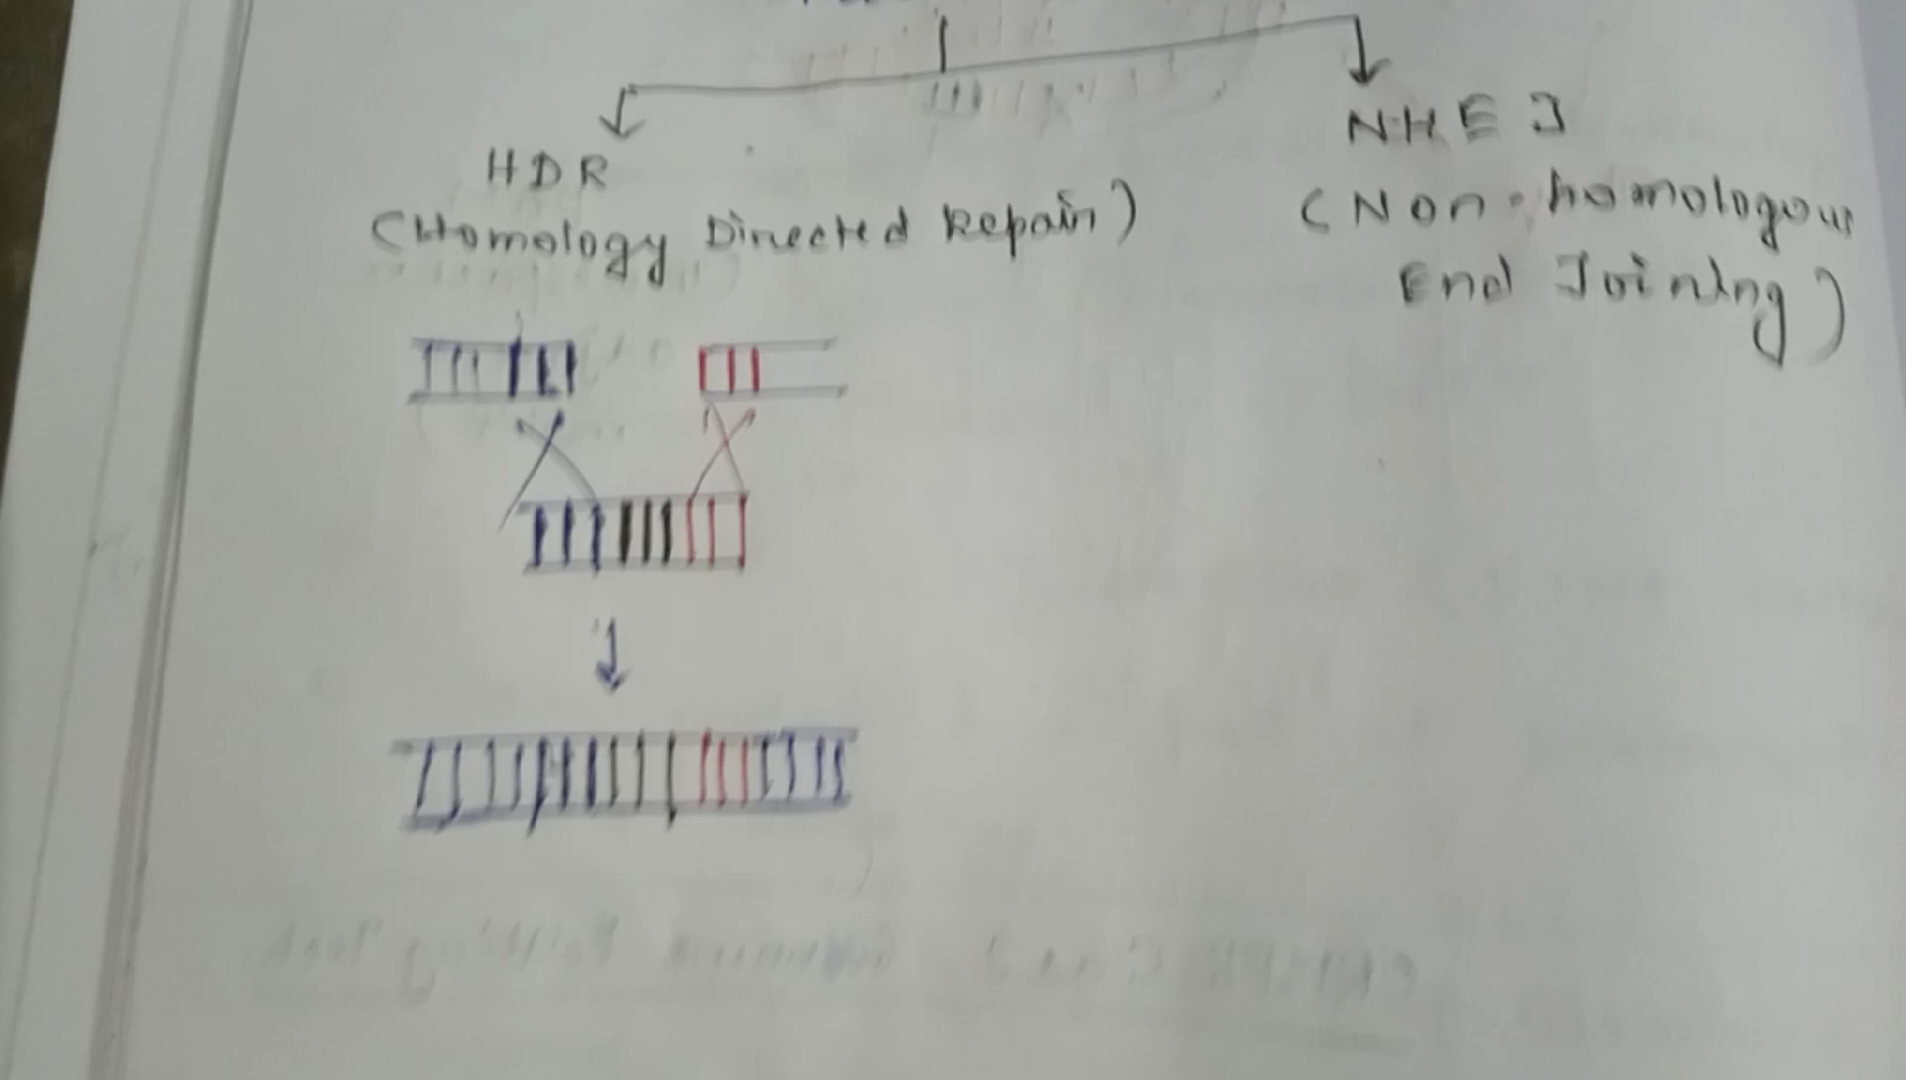 HDR
(Homology Directed Repair)
NHEJ
(Non-homologous
End Joining)